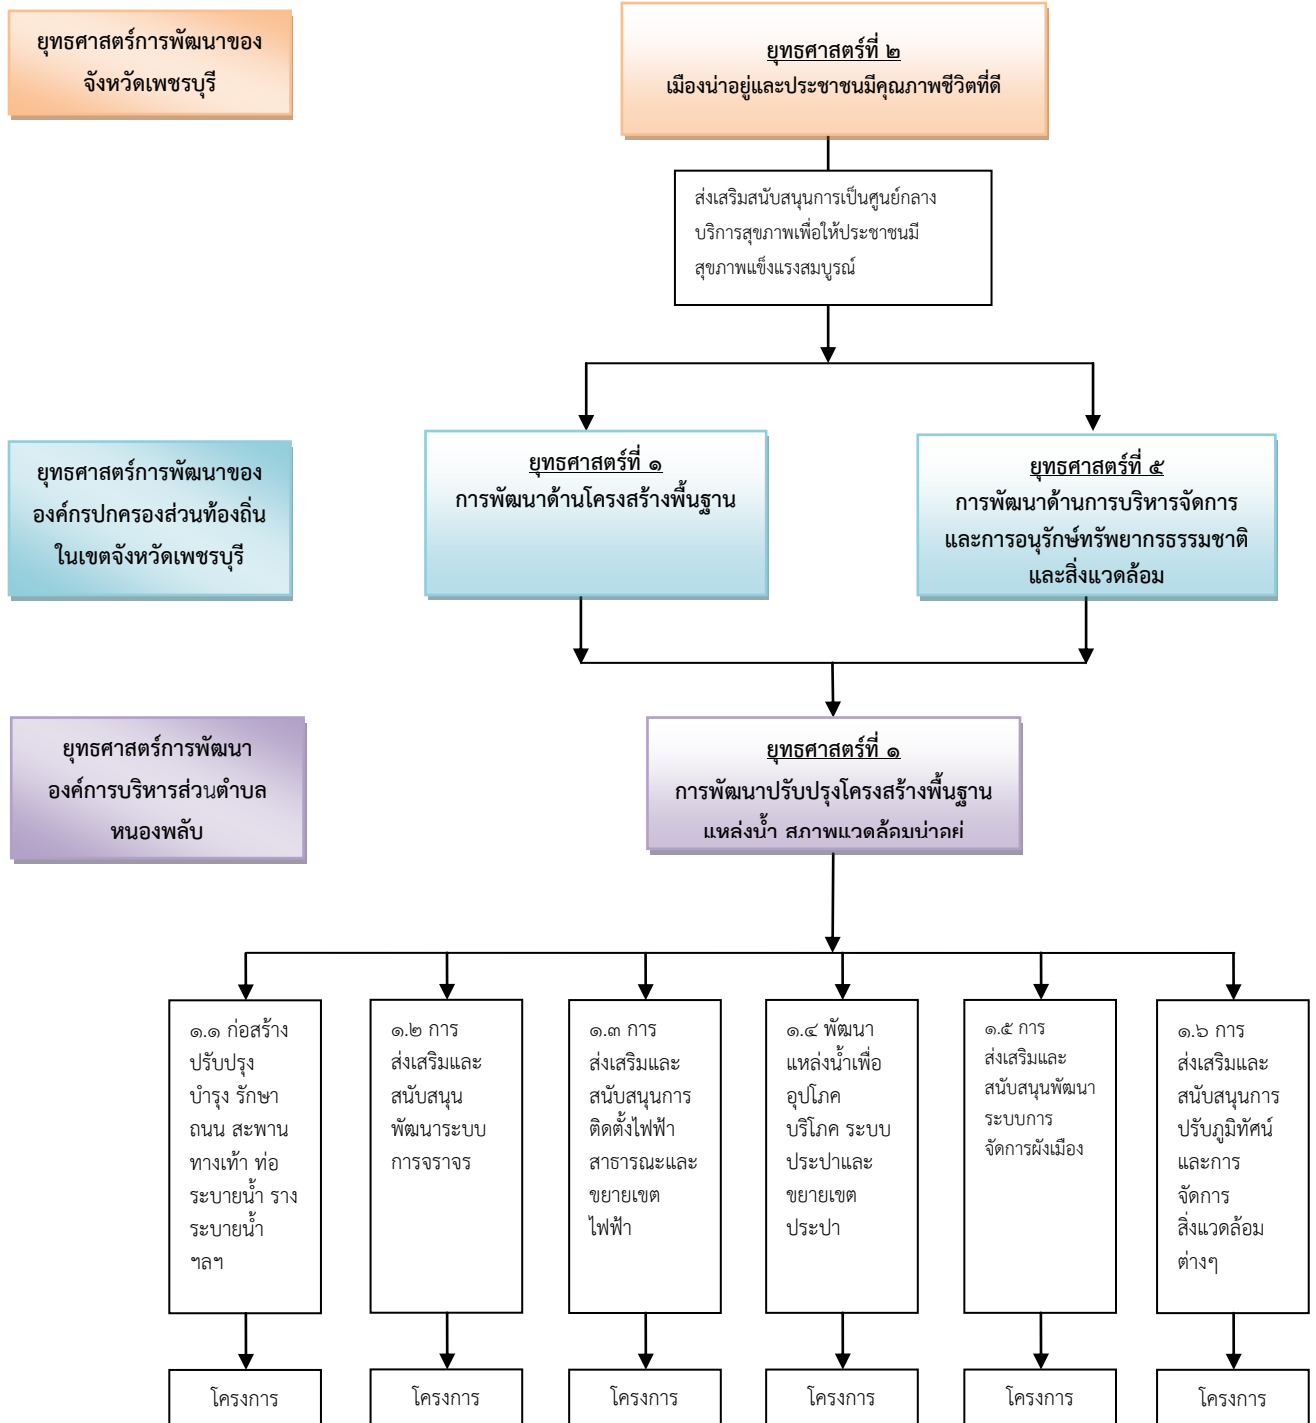 ยุทธศาสตร์การพัฒนาของ
จังหวัดเพชรบุรี
ยุทธศาสตร์ที่ ๒
เมืองน่าอยู่และประชาชนมีคุณภาพชีวิตที่ดี
ส่งเสริมสนับสนุนการเป็นศูนย์กลาง
บริการสุขภาพเพื่อให้ประชาชนมี
สุขภาพแข็งแรงสมบูรณ์
ยุทธศาสตร์การพัฒนาของ
องค์กรปกครองส่วนท้องถิ่น
ในเขตจังหวัดเพชรบุรี
ยุทธศาสตร์ที่ ๑
การพัฒนาด้านโครงสร้างพื้นฐาน
ยุทธศาสตร์ที่ ๕
การพัฒนาด้านการบริหารจัดการ
และการอนุรักษ์ทรัพยากรธรรมชาติ
และสิ่งแวดล้อม
ยุทธศาสตร์การพัฒนา
องค์การบริหารส่วนตำบล
หนองพลับ
ยุทธศาสตร์ที่ ๑
การพัฒนาปรับปรุงโครงสร้างพื้นฐาน
แหล่งน้ำ สภาพแวดล้อมน่าอยู่
๑.๑ ก่อสร้าง
ปรับปรุง
บำรุง รักษา
ถนน สะพาน
ทางเท้า ท่อ
ระบายน้ำ ราง
ระบายน้ำ
ฯลฯ
๑.๒ การ
ส่งเสริมและ
สนับสนุน
พัฒนาระบบ
การจราจร
๑.๓ การ
ส่งเสริมและ
สนับสนุนการ
ติดตั้งไฟฟ้า
สาธารณะและ
ขยายเขต
ไฟฟ้า
๑.๔ พัฒนา
แหล่งน้ำเพื่อ
อุปโภค
บริโภค ระบบ
ประปาและ
ขยายเขต
ประปา
๑.๕ การ
ส่งเสริมและ
สนับสนุนพัฒนา
ระบบการ
จัดการผังเมือง
๑.๖ การ
ส่งเสริมและ
สนับสนุนการ
ปรับภูมิทัศน์
และการ
จัดการ
สิ่งแวดล้อม
ต่างๆ
โครงการ
โครงการ
โครงการ
โครงการ
โครงการ
โครงการ